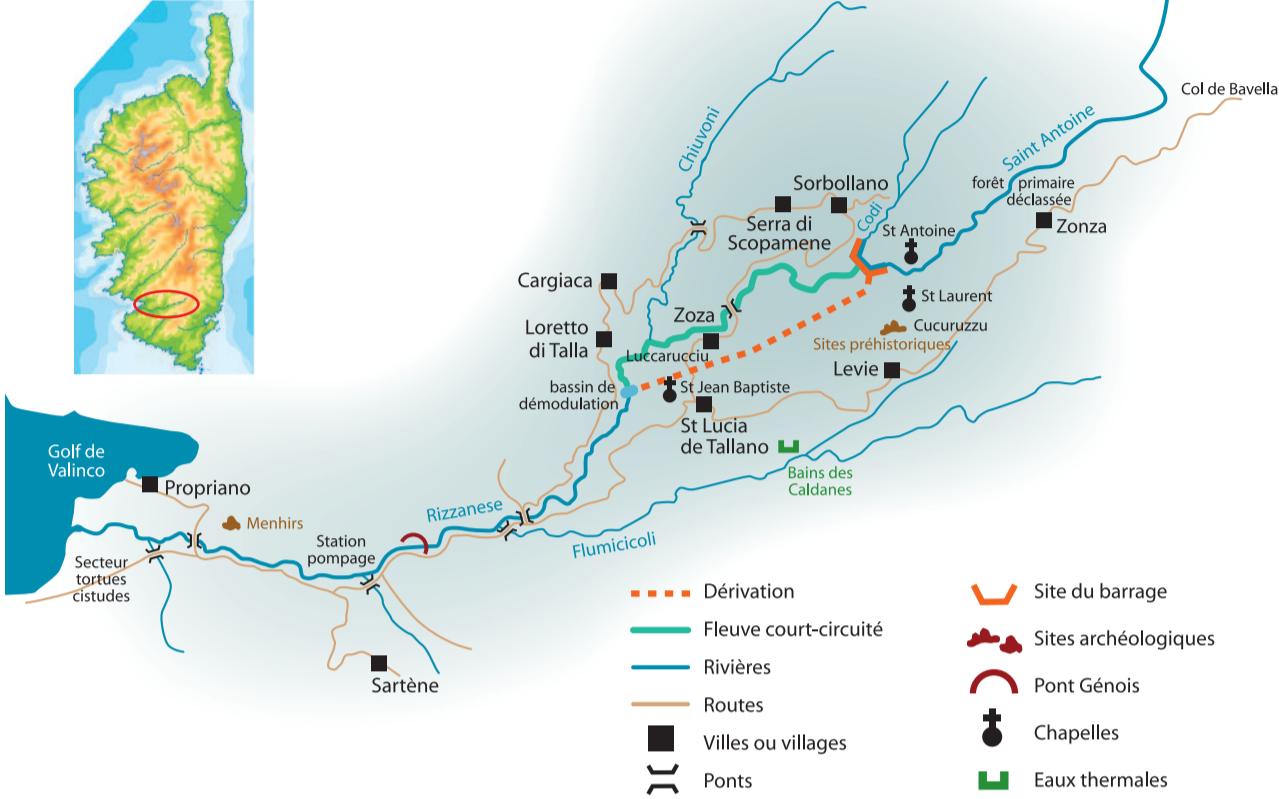 Col de Bavella
Saint Antoine
Chiuvoni
forêt primaire
déclassée
Zonza
Sorbollano
Serra di
Scopamene
Codi
St Antoine
Cargiaca
St Laurent
Zoza
Cucuruzzu
Sites préhistoriques
Loretto
di Talla
Luccarucciu
Levie
bassin de
démodulation
St Jean Baptiste
St Lucia
de Tallano
Bains des
Caldanes
Golf de
Valinco
Propriano
Menhirs
Rizzanese
Flumicicoli
Station
pompage
Secteur
tortues
cistudes
Sartène
Dérivation
Fleuve court-circuité
Rivières
Routes
Villes ou villages
Ponts
Site du barrage
Sites archéologiques
Pont Génois
Chapelles
Eaux thermales